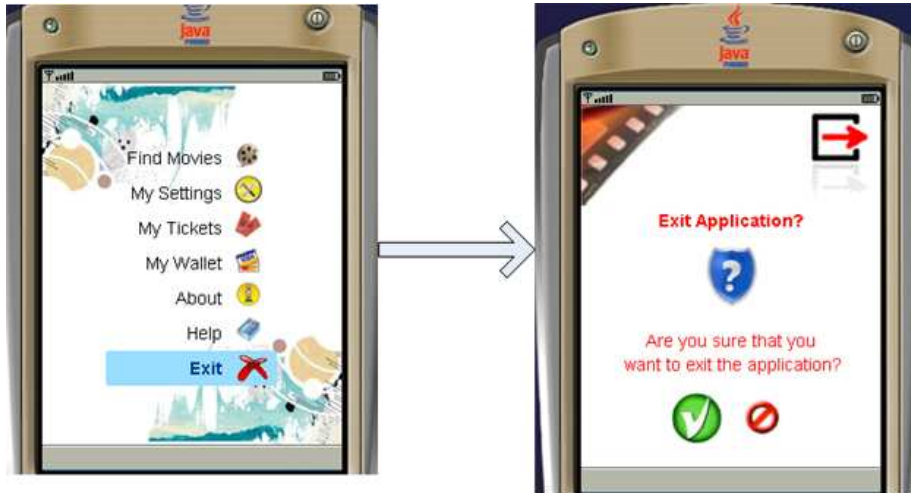 Java
Find Movies
My Settings
My Tickets
My Wallet
About
Help
Exit
Java
Exit Application?
?
Are you sure that you
want to exit the application?